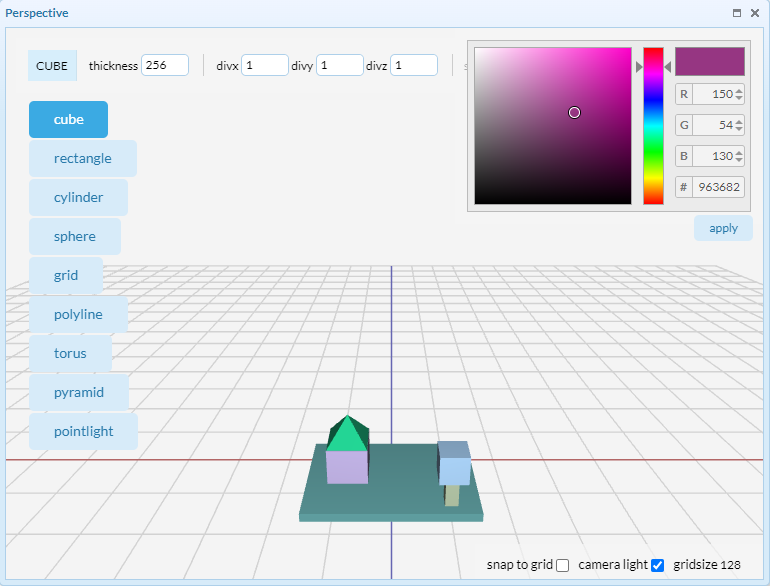 Perspective
CUBE thickness 256 divx 1 divy 1 divz 1
cube
rectangle
cylinder
sphere
grid
polyline
torus
pyramid
pointlight
R 150
G 54
B 130
# 963682
apply
snap to grid camera light gridsize 128